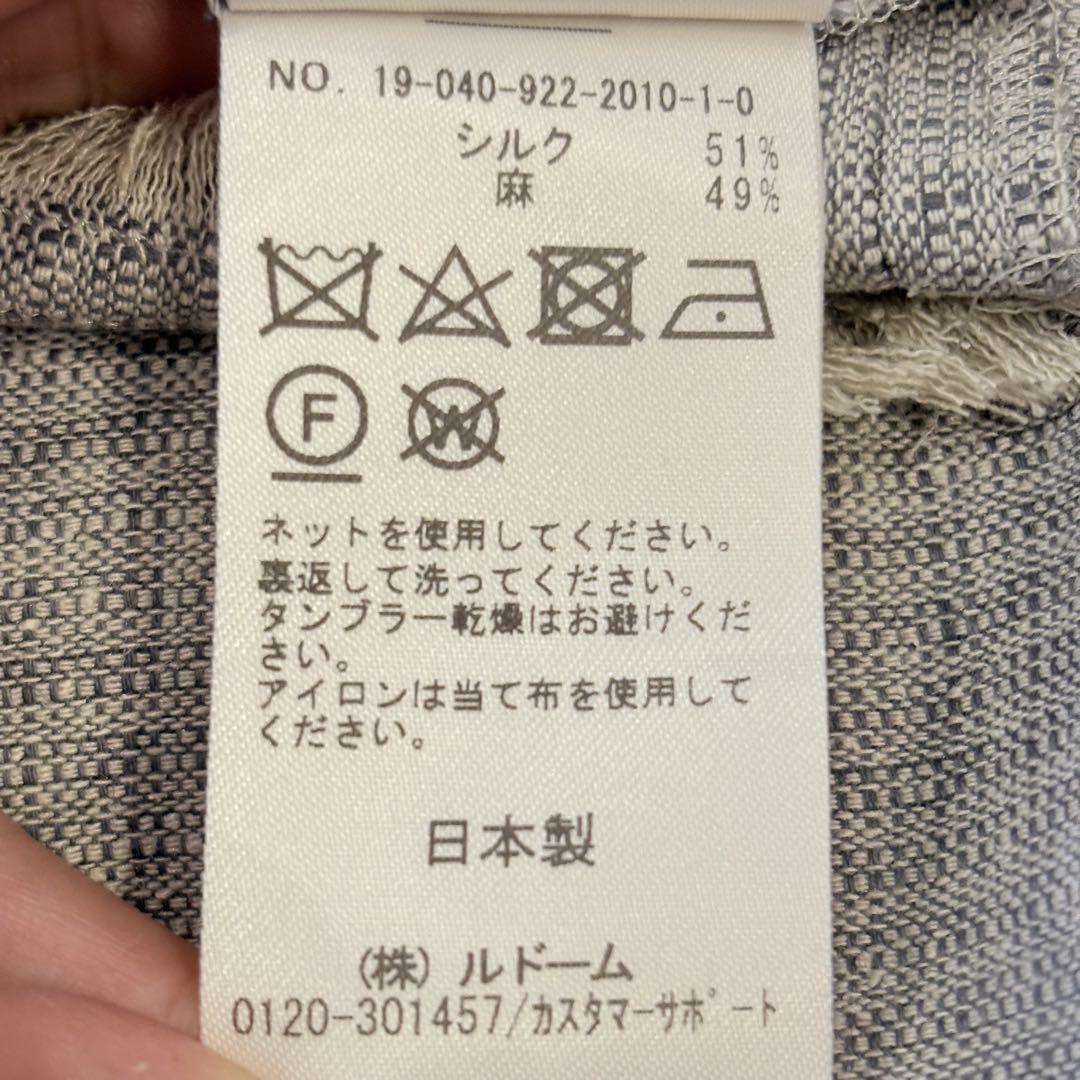 NO. 19-040-922-2010-1-0
シルク 51%
麻 49%
F
W
ネットを使用してください。
裏返して洗ってください。
タンブラー乾燥はお避けくだ
さい。
アイロンは当て布を使用して
ください。
日本製
(株) ルドーム
0120-301457/カスタマーサポート